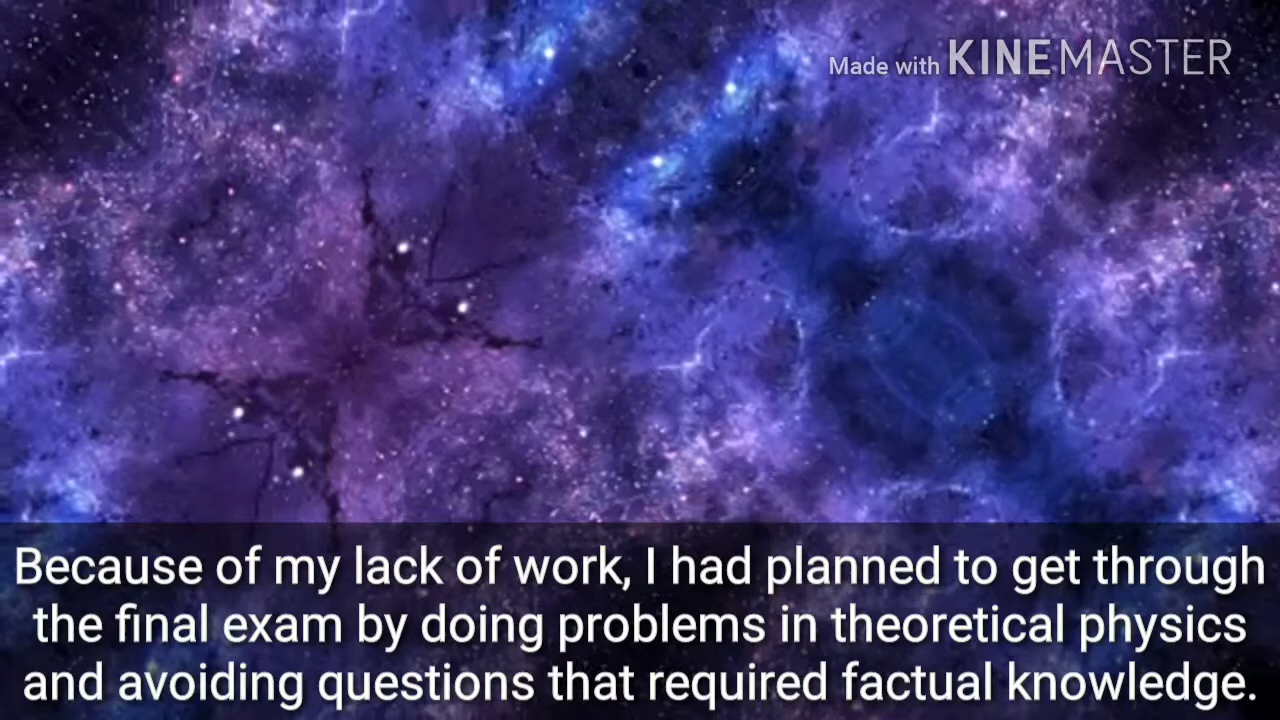 Made with KINEMASTER
Because of my lack of work, I had planned to get through
the final exam by doing problems in theoretical physics
and avoiding questions that required factual knowledge.